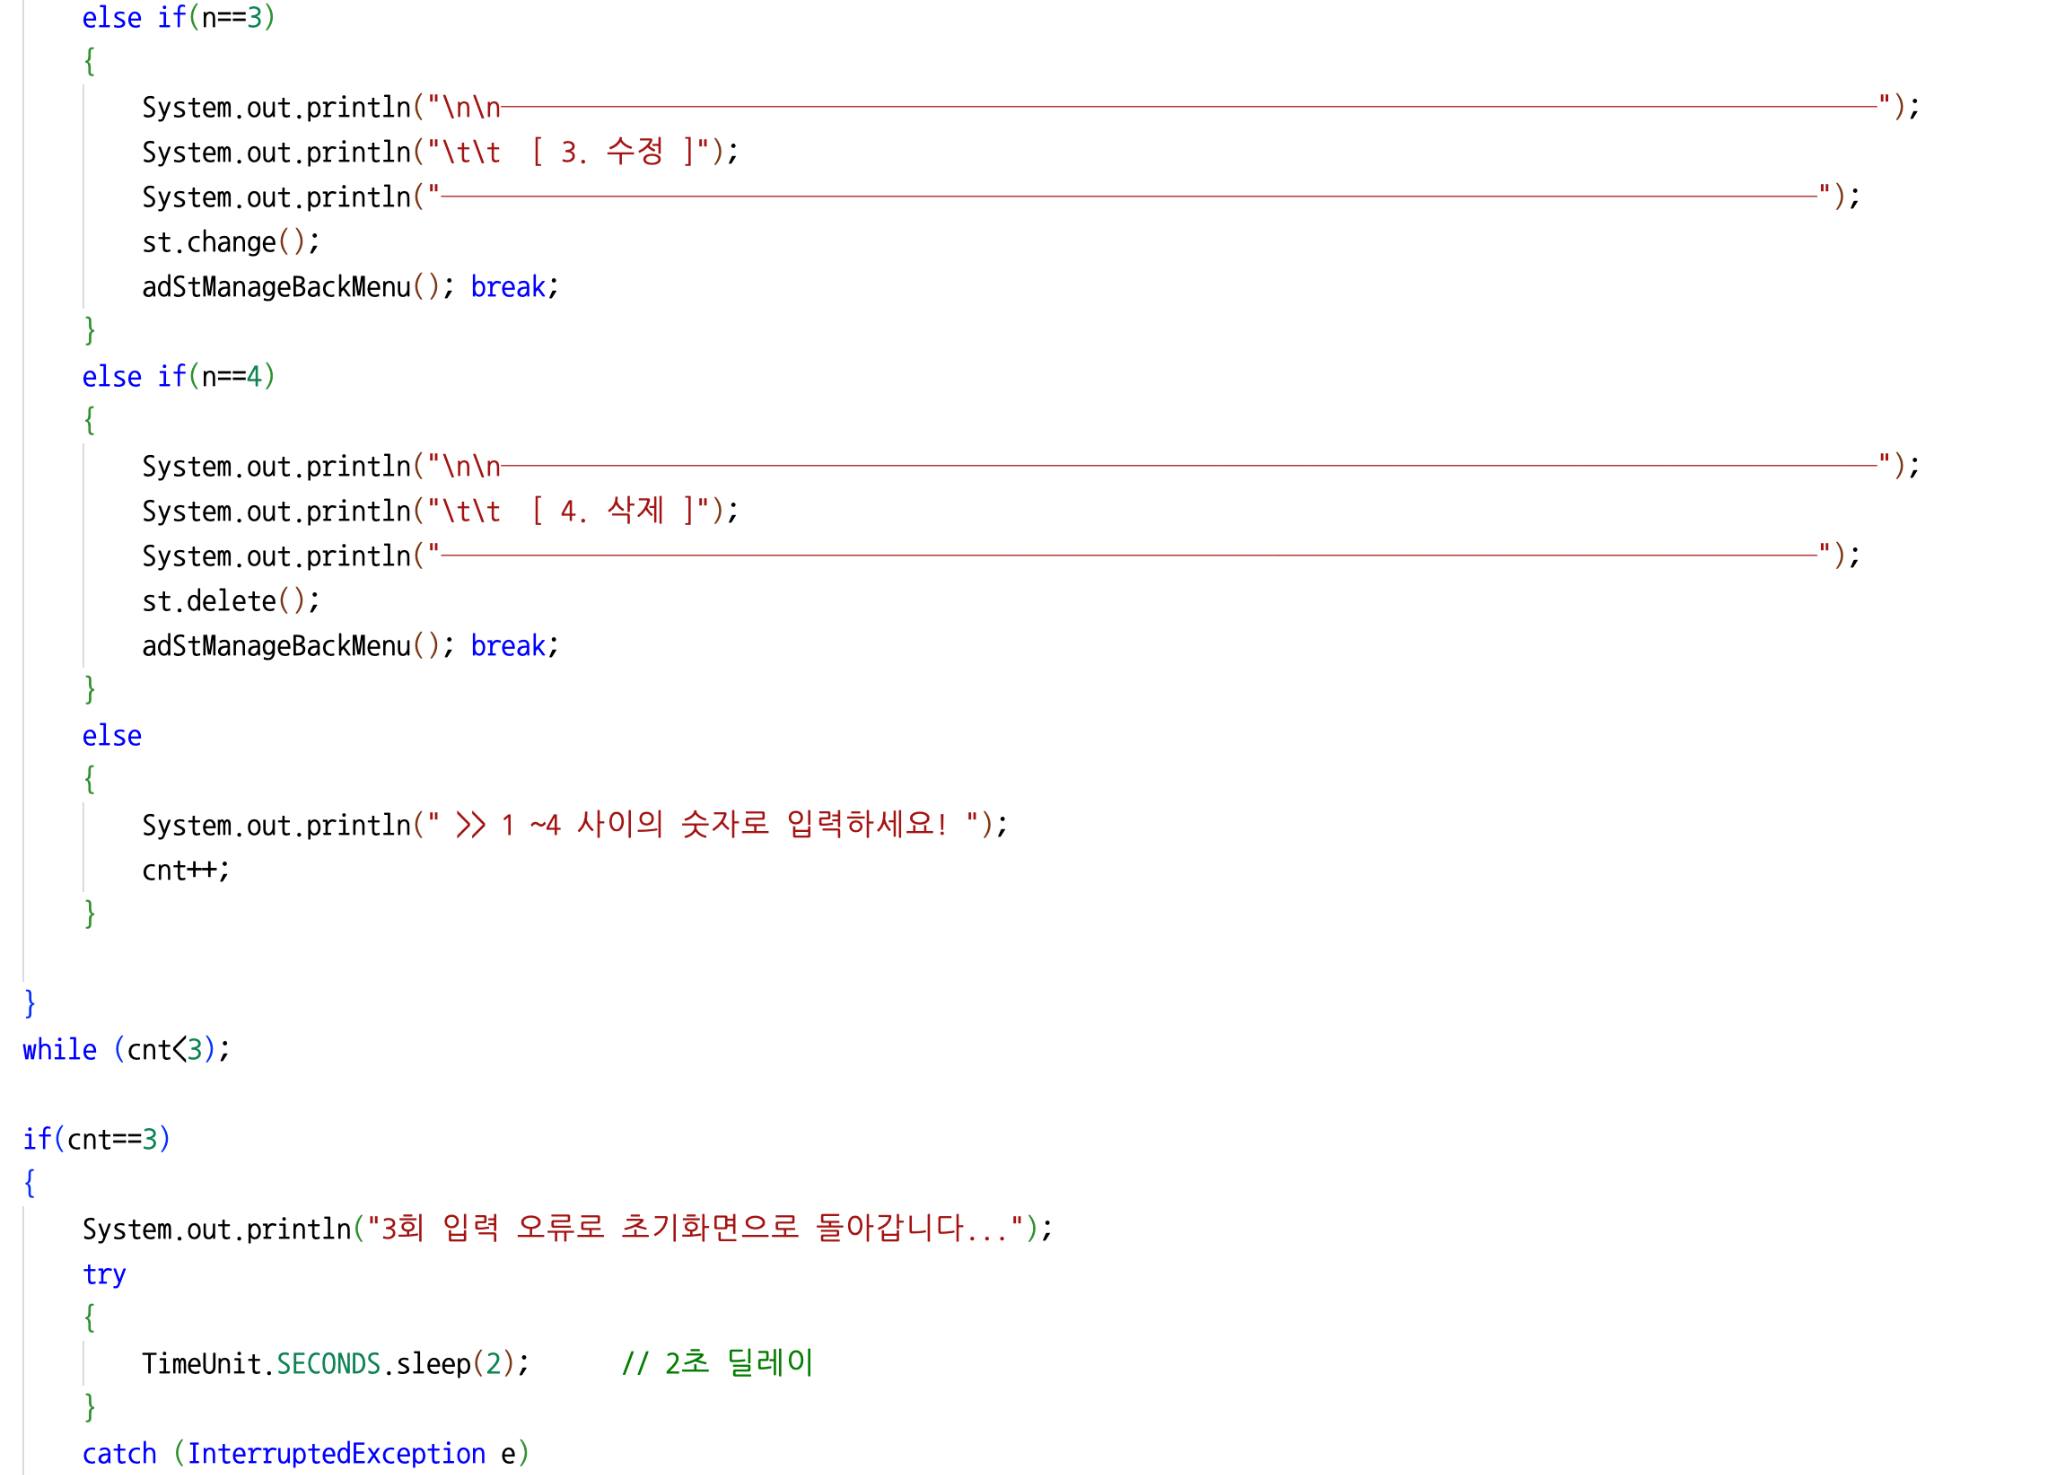 else if(n==3)
{
System.out.println("\n\n──────────────────────────────────────────────");
System.out.println("\t\t  [ 3. 수정 ]");
System.out.println("──────────────────────────────────────────────");
st.change();
adStManageBackMenu(); break;
}
else if(n==4)
{
System.out.println("\n\n──────────────────────────────────────────────");
System.out.println("\t\t  [ 4. 삭제 ]");
System.out.println("──────────────────────────────────────────────");
st.delete();
adStManageBackMenu(); break;
}
else
{
System.out.println(" >> 1 ~4 사이의 숫자로 입력하세요! ");
cnt++;
}
}
while (cnt<3);
if(cnt==3)
{
System.out.println("3회 입력 오류로 초기화면으로 돌아갑니다...");
try
{
TimeUnit.SECONDS.sleep(2);      // 2초 딜레이
}
catch (InterruptedException e)